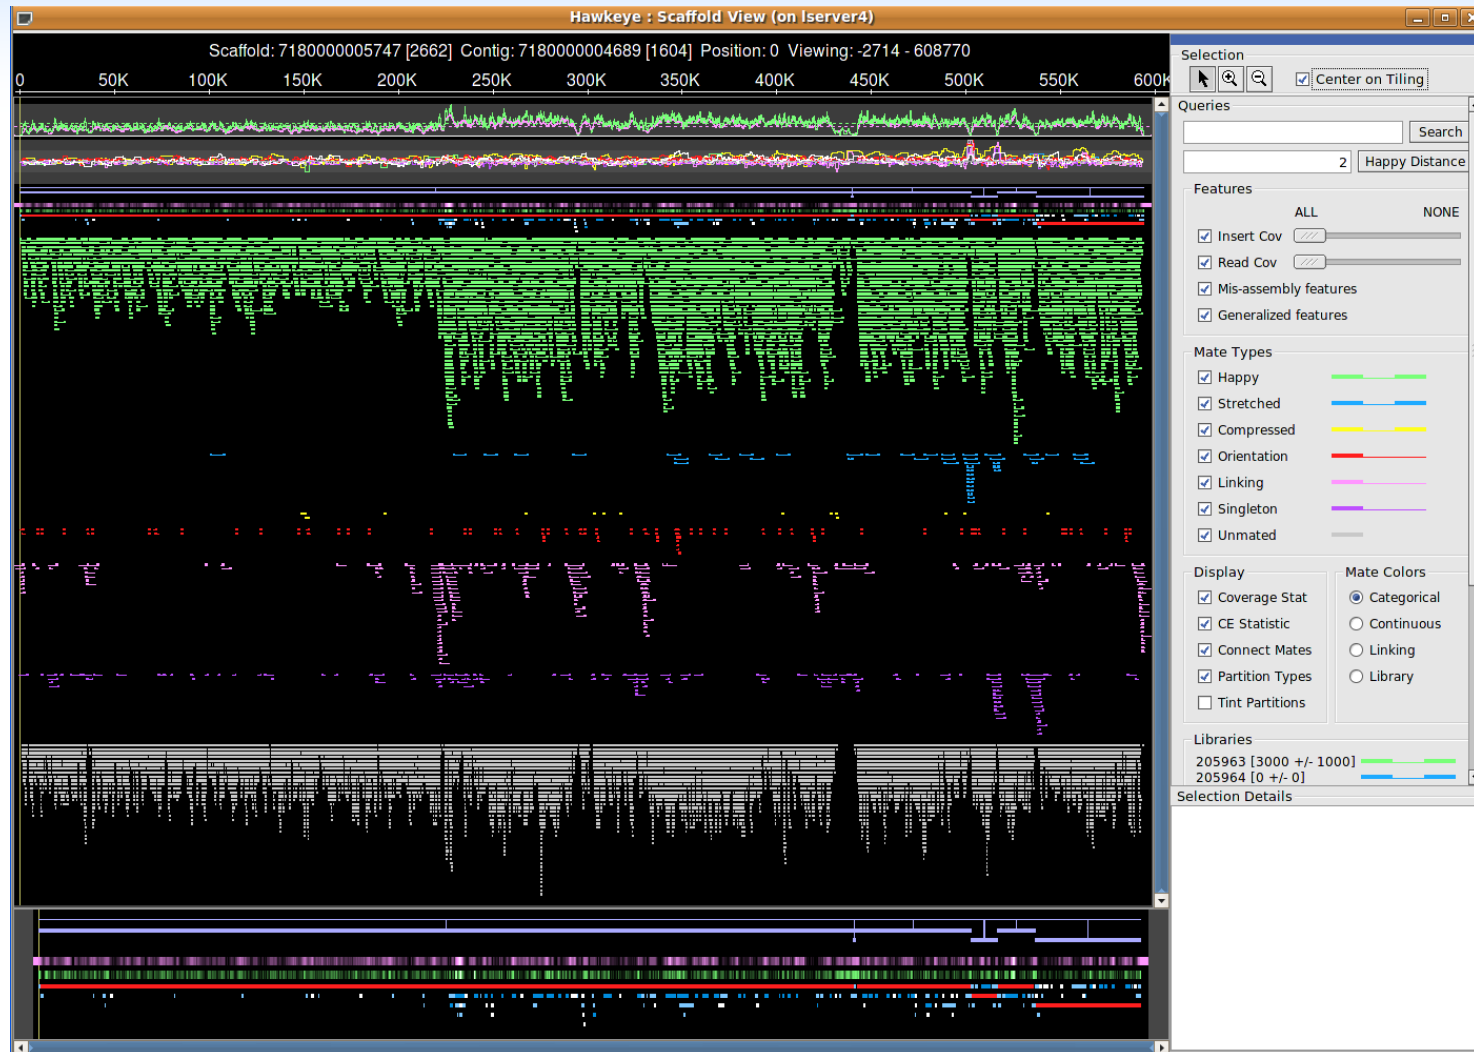 Hawkeye : Scaffold View (on lserver4)
Scaffold: 7180000005747 [2662] Contig: 7180000004689 [1604] Position: 0 Viewing: -2714 - 608770
0 50K 100K 150K 200K 250K 300K 350K 400K 450K 500K 550K 600K
Selection
Center on Tiling
Queries
Search
2 Happy Distance
Features
ALL NONE
Insert Cov
Read Cov
Mis-assembly features
Generalized features
Mate Types
Happy
Stretched
Compressed
Orientation
Linking
Singleton
Unmated
Display
Coverage Stat
CE Statistic
Connect Mates
Partition Types
Tint Partitions
Mate Colors
Categorical
Continuous
Linking
Library
Libraries
205963 [3000 +/- 1000]
205964 [0 +/- 0]
Selection Details